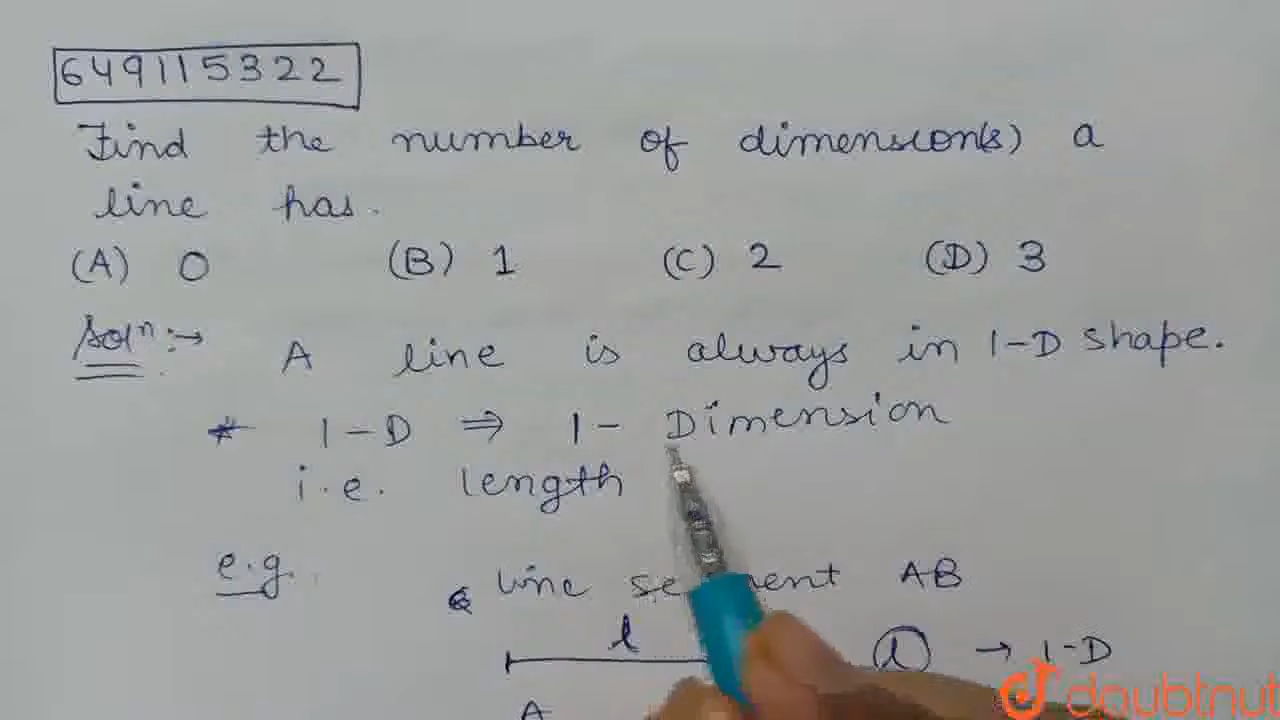 649115322
Find the number of dimension(s) a
line has.
(A) 0 (B) 1 (C) 2 (D) 3
Solⁿ :→ A line is always in 1-D shape.
* 1-D ⇒ 1- Dimension
i.e. length
e.g. line segment AB
l
l → 1-D
A
doubtnut